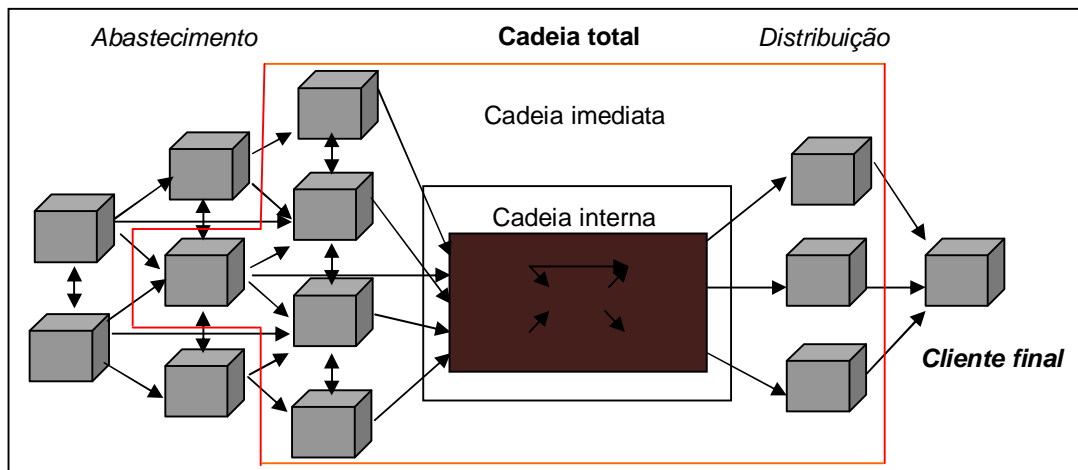 Abastecimento
Cadeia total
Distribuição
Cadeia imediata
Cadeia interna
Cliente final